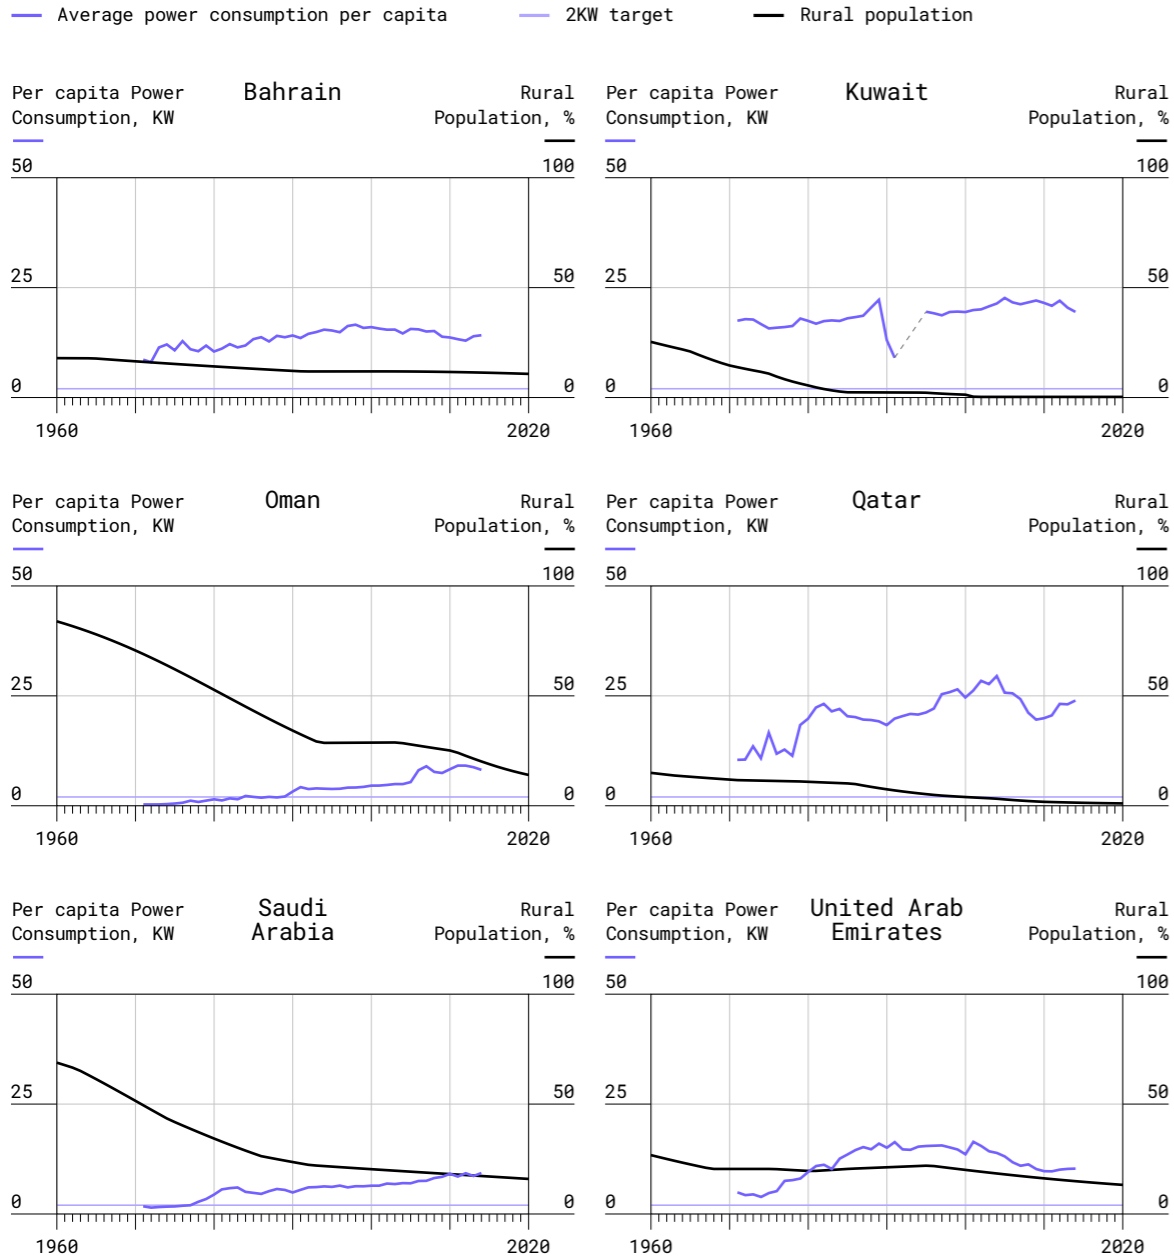 Average power consumption per capita 2KW target Rural population
Per capita Power Bahrain Rural
Consumption, KW Population, %
50 100
25 50
0 0
1960 2020
Per capita Power Kuwait Rural
Consumption, KW Population, %
50 100
25 50
0 0
1960 2020
Per capita Power Oman Rural
Consumption, KW Population, %
50 100
25 50
0 0
1960 2020
Per capita Power Qatar Rural
Consumption, KW Population, %
50 100
25 50
0 0
1960 2020
Per capita Power Saudi Rural
Consumption, KW Arabia Population, %
50 100
25 50
0 0
1960 2020
Per capita Power United Arab Rural
Consumption, KW Emirates Population, %
50 100
25 50
0 0
1960 2020